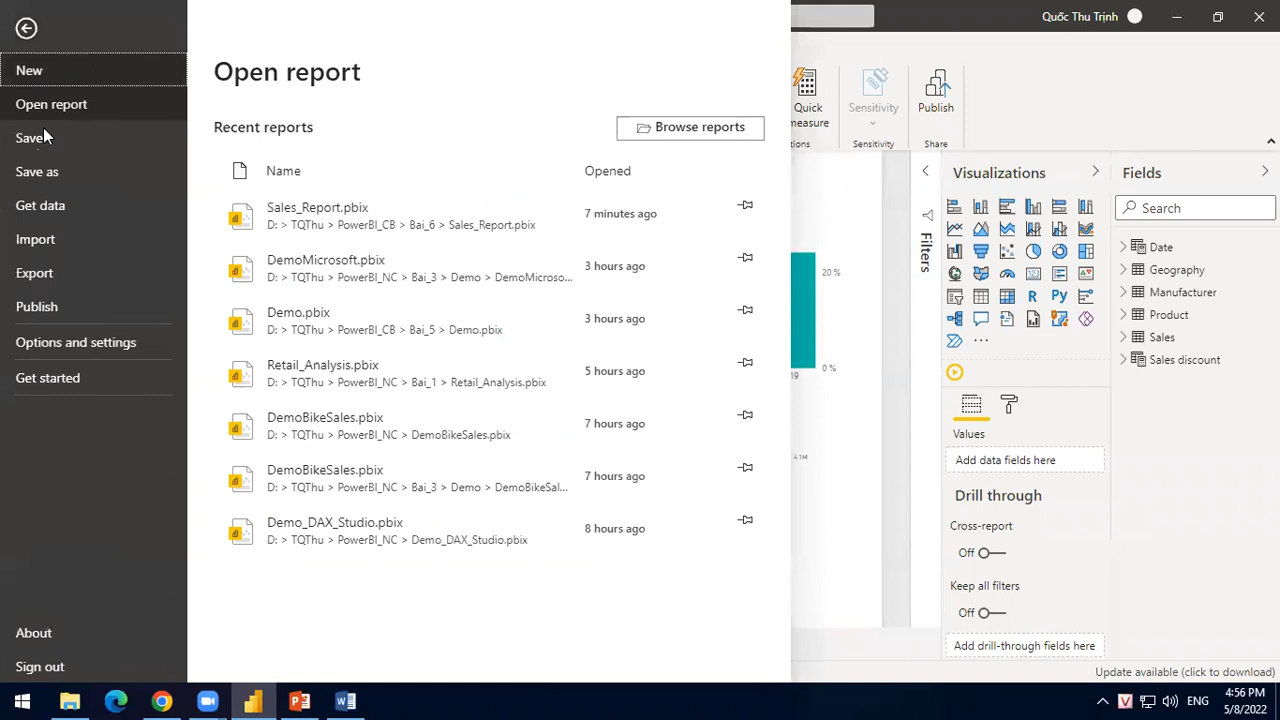 Quốc Thu Trịnh
New
Open report
Save
Save as
Get data
Import
Export
Publish
Options and settings
Get started
About
Sign out
Open report
Recent reports
Browse reports
Name
Opened
Sales_Report.pbix
7 minutes ago
D: > TQThu > PowerBI_CB > Bai_6 > Sales_Report.pbix
DemoMicrosoft.pbix
3 hours ago
D: > TQThu > PowerBI_NC > Bai_3 > Demo > DemoMicroso...
Demo.pbix
3 hours ago
D: > TQThu > PowerBI_CB > Bai_5 > Demo.pbix
Retail_Analysis.pbix
5 hours ago
D: > TQThu > PowerBI_NC > Bai_1 > Retail_Analysis.pbix
DemoBikeSales.pbix
7 hours ago
D: > TQThu > PowerBI_NC > DemoBikeSales.pbix
DemoBikeSales.pbix
7 hours ago
D: > TQThu > PowerBI_NC > Bai_3 > Demo > DemoBikeSal...
Demo_DAX_Studio.pbix
8 hours ago
D: > TQThu > PowerBI_NC > Demo_DAX_Studio.pbix
Quick
measure
Sensitivity
Publish
tions
Sensitivity
Share
20 %
0 %
19
4.1M
Filters
Visualizations
R
Py
Values
Add data fields here
Drill through
Cross-report
Off
Keep all filters
Off
Add drill-through fields here
Fields
Search
Date
Geography
Manufacturer
Product
Sales
Sales discount
Update available (click to download)
ENG
4:56 PM
5/8/2022